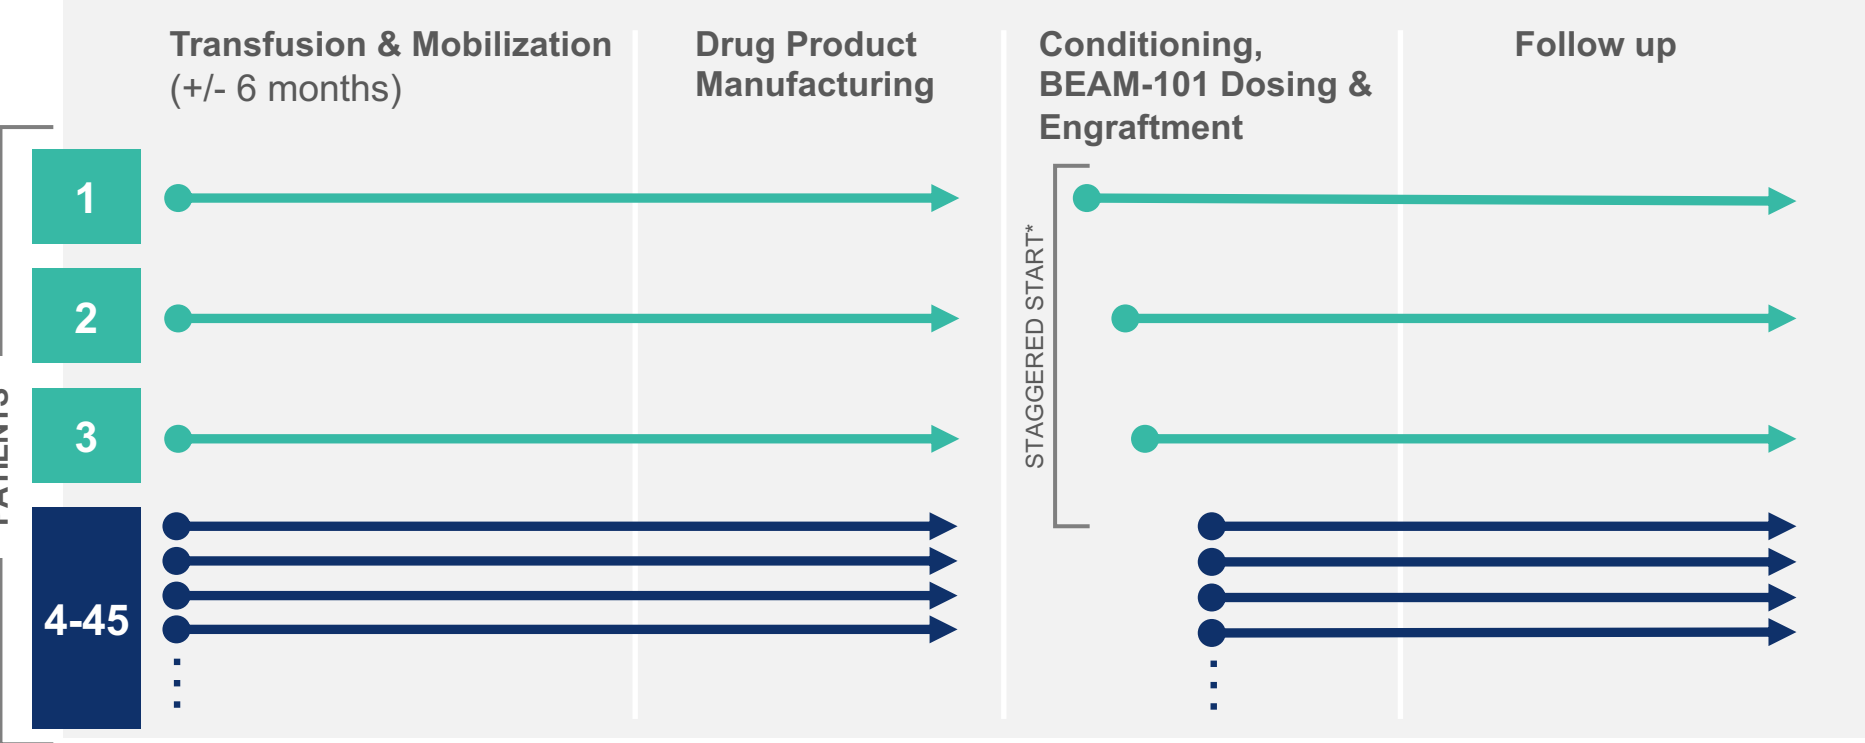 Transfusion & Mobilization
(+/- 6 months)
Drug Product
Manufacturing
Conditioning,
BEAM-101 Dosing &
Engraftment
Follow up
1
2
3
4-45
STAGGERED START*